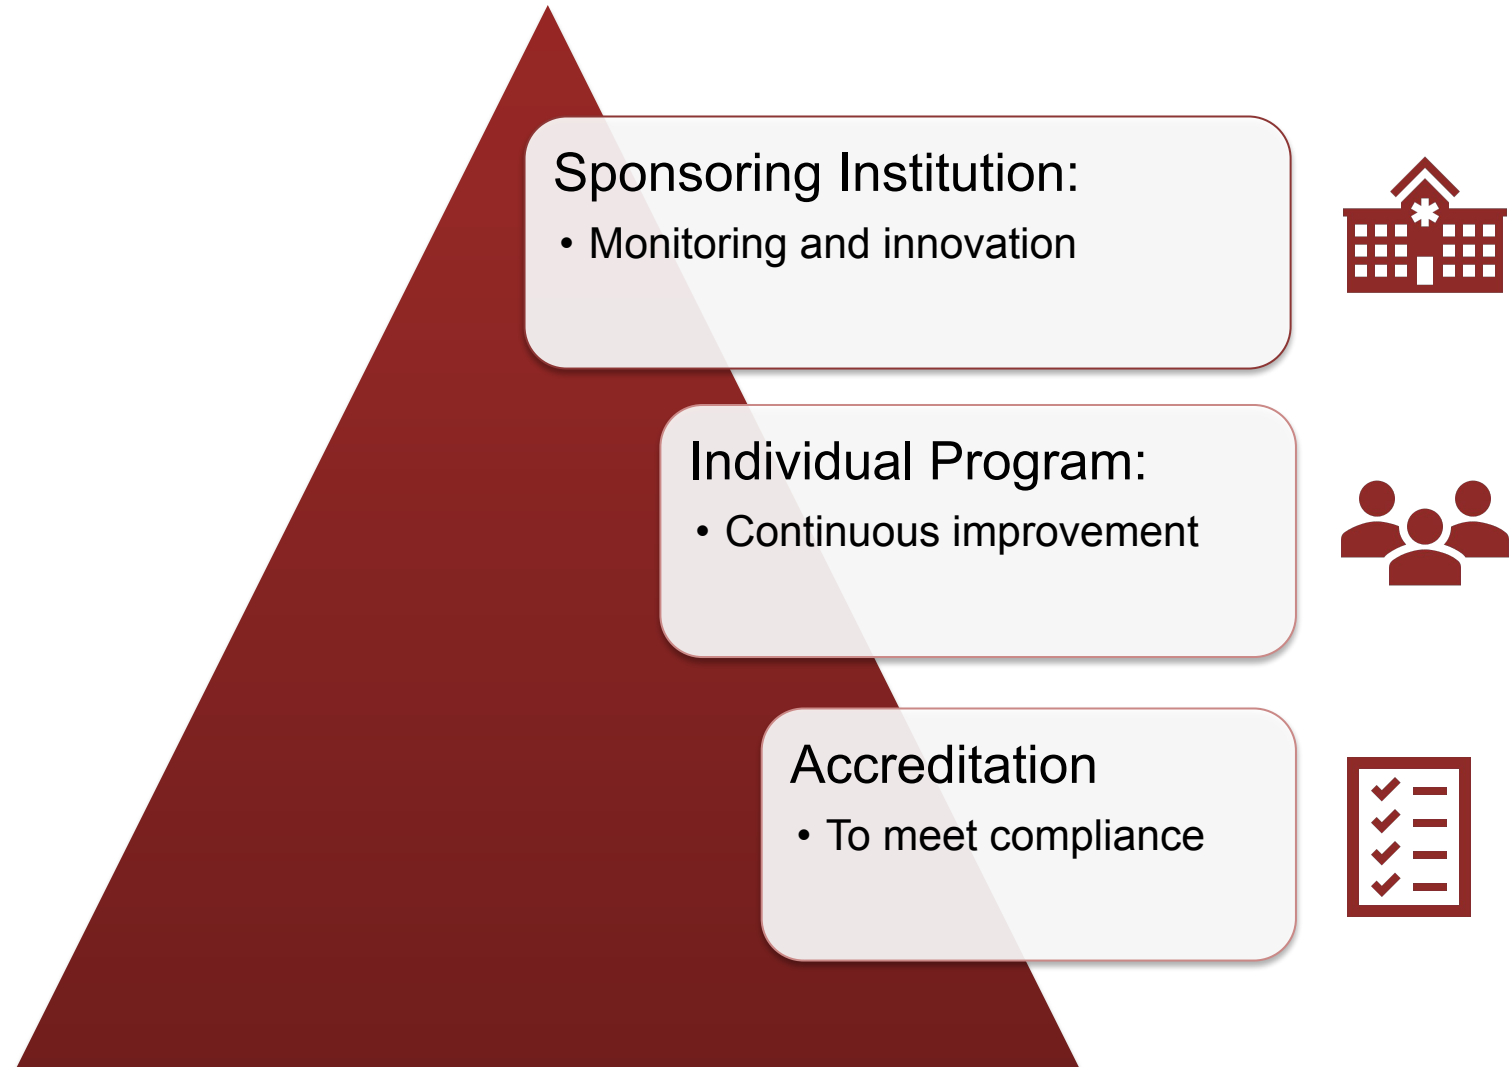 Sponsoring Institution:
• Monitoring and innovation
Individual Program:
• Continuous improvement
Accreditation
• To meet compliance